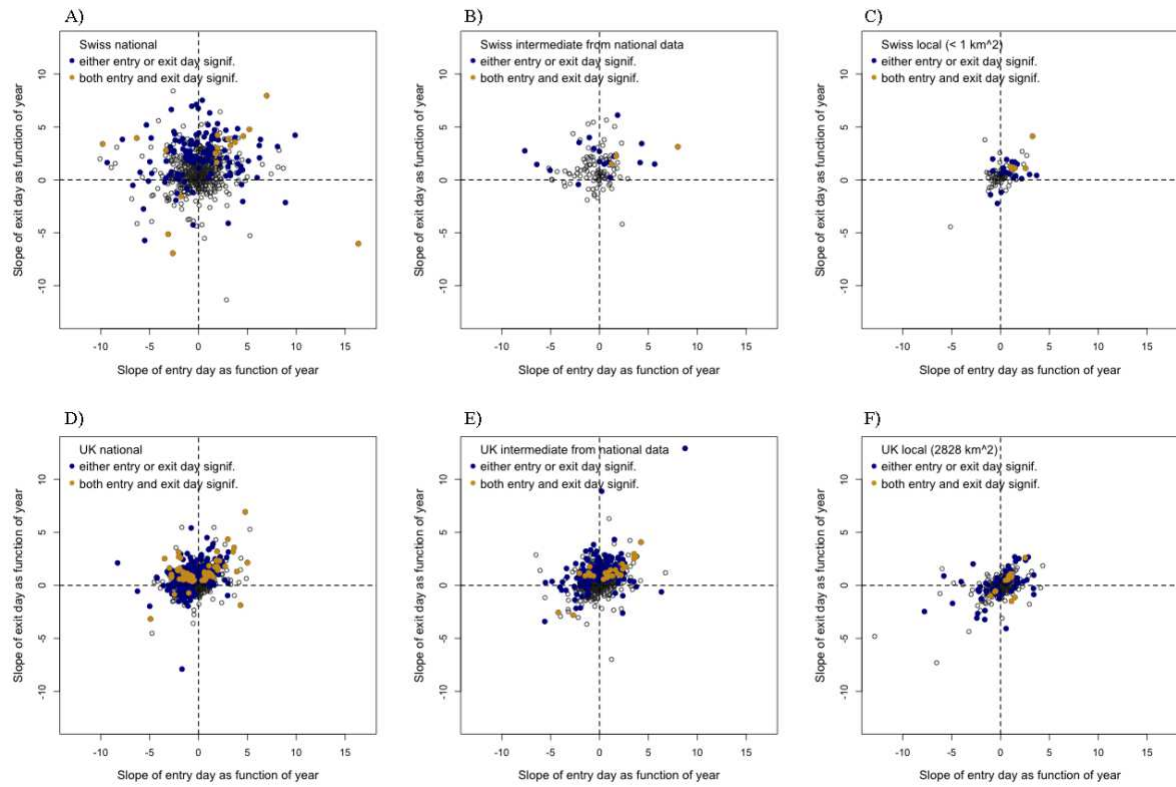 A)
Swiss national
either entry or exit day signif.
both entry and exit day signif.
10
5
0
-5
-10
Slope of exit day as function of year
-10 -5 0 5 10 15
Slope of entry day as function of year
B)
Swiss intermediate from national data
either entry or exit day signif.
both entry and exit day signif.
10
5
0
-5
-10
Slope of exit day as function of year
-10 -5 0 5 10 15
Slope of entry day as function of year
C)
Swiss local (< 1 km^2)
either entry or exit day signif.
both entry and exit day signif.
10
5
0
-5
-10
Slope of exit day as function of year
-10 -5 0 5 10 15
Slope of entry day as function of year
D)
UK national
either entry or exit day signif.
both entry and exit day signif.
10
5
0
-5
-10
Slope of exit day as function of year
-10 -5 0 5 10 15
Slope of entry day as function of year
E)
UK intermediate from national data
either entry or exit day signif.
both entry and exit day signif.
10
5
0
-5
-10
Slope of exit day as function of year
-10 -5 0 5 10 15
Slope of entry day as function of year
F)
UK local (2828 km^2)
either entry or exit day signif.
both entry and exit day signif.
10
5
0
-5
-10
Slope of exit day as function of year
-10 -5 0 5 10 15
Slope of entry day as function of year